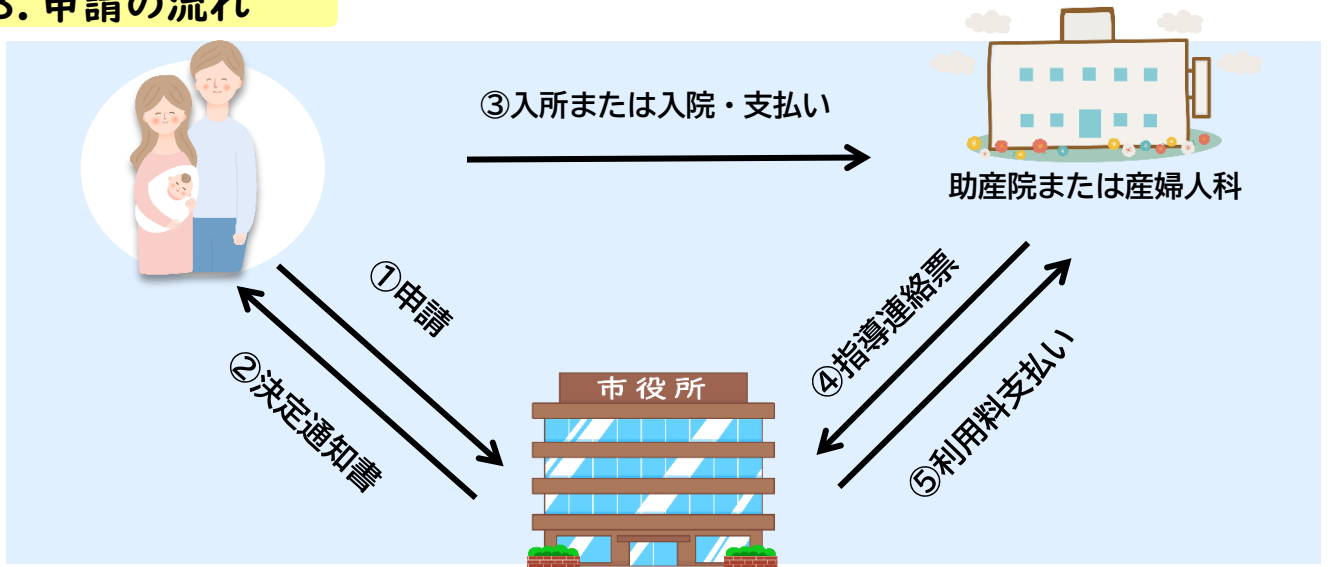 3. 申請の流れ
③入所または入院・支払い
助産院または産婦人科
①申請
②決定通知書
④指導連絡票
⑤利用料支払い
市役所